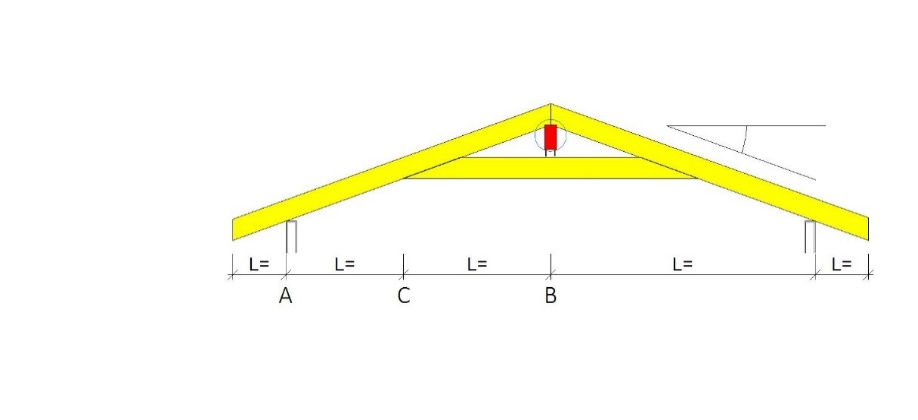 L= L= L= L= L=
A C B